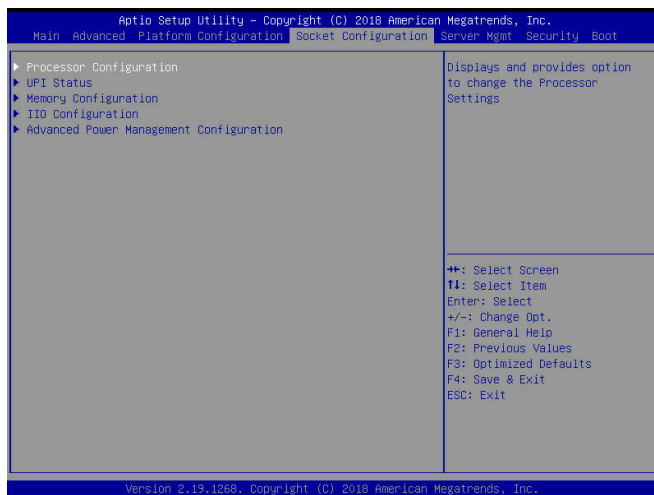 Aptio Setup Utility – Copyright (C) 2018 American Megatrends, Inc.
Main Advanced Platform Configuration Socket Configuration Server Mgmt Security Boot
Processor Configuration
UPI Status
Memory Configuration
IIO Configuration
Advanced Power Management Configuration
Displays and provides option
to change the Processor
Settings
→←: Select Screen
↑↓: Select Item
Enter: Select
+/-: Change Opt.
F1: General Help
F2: Previous Values
F3: Optimized Defaults
F4: Save & Exit
ESC: Exit
Version 2.19.1268. Copyright (C) 2018 American Megatrends, Inc.